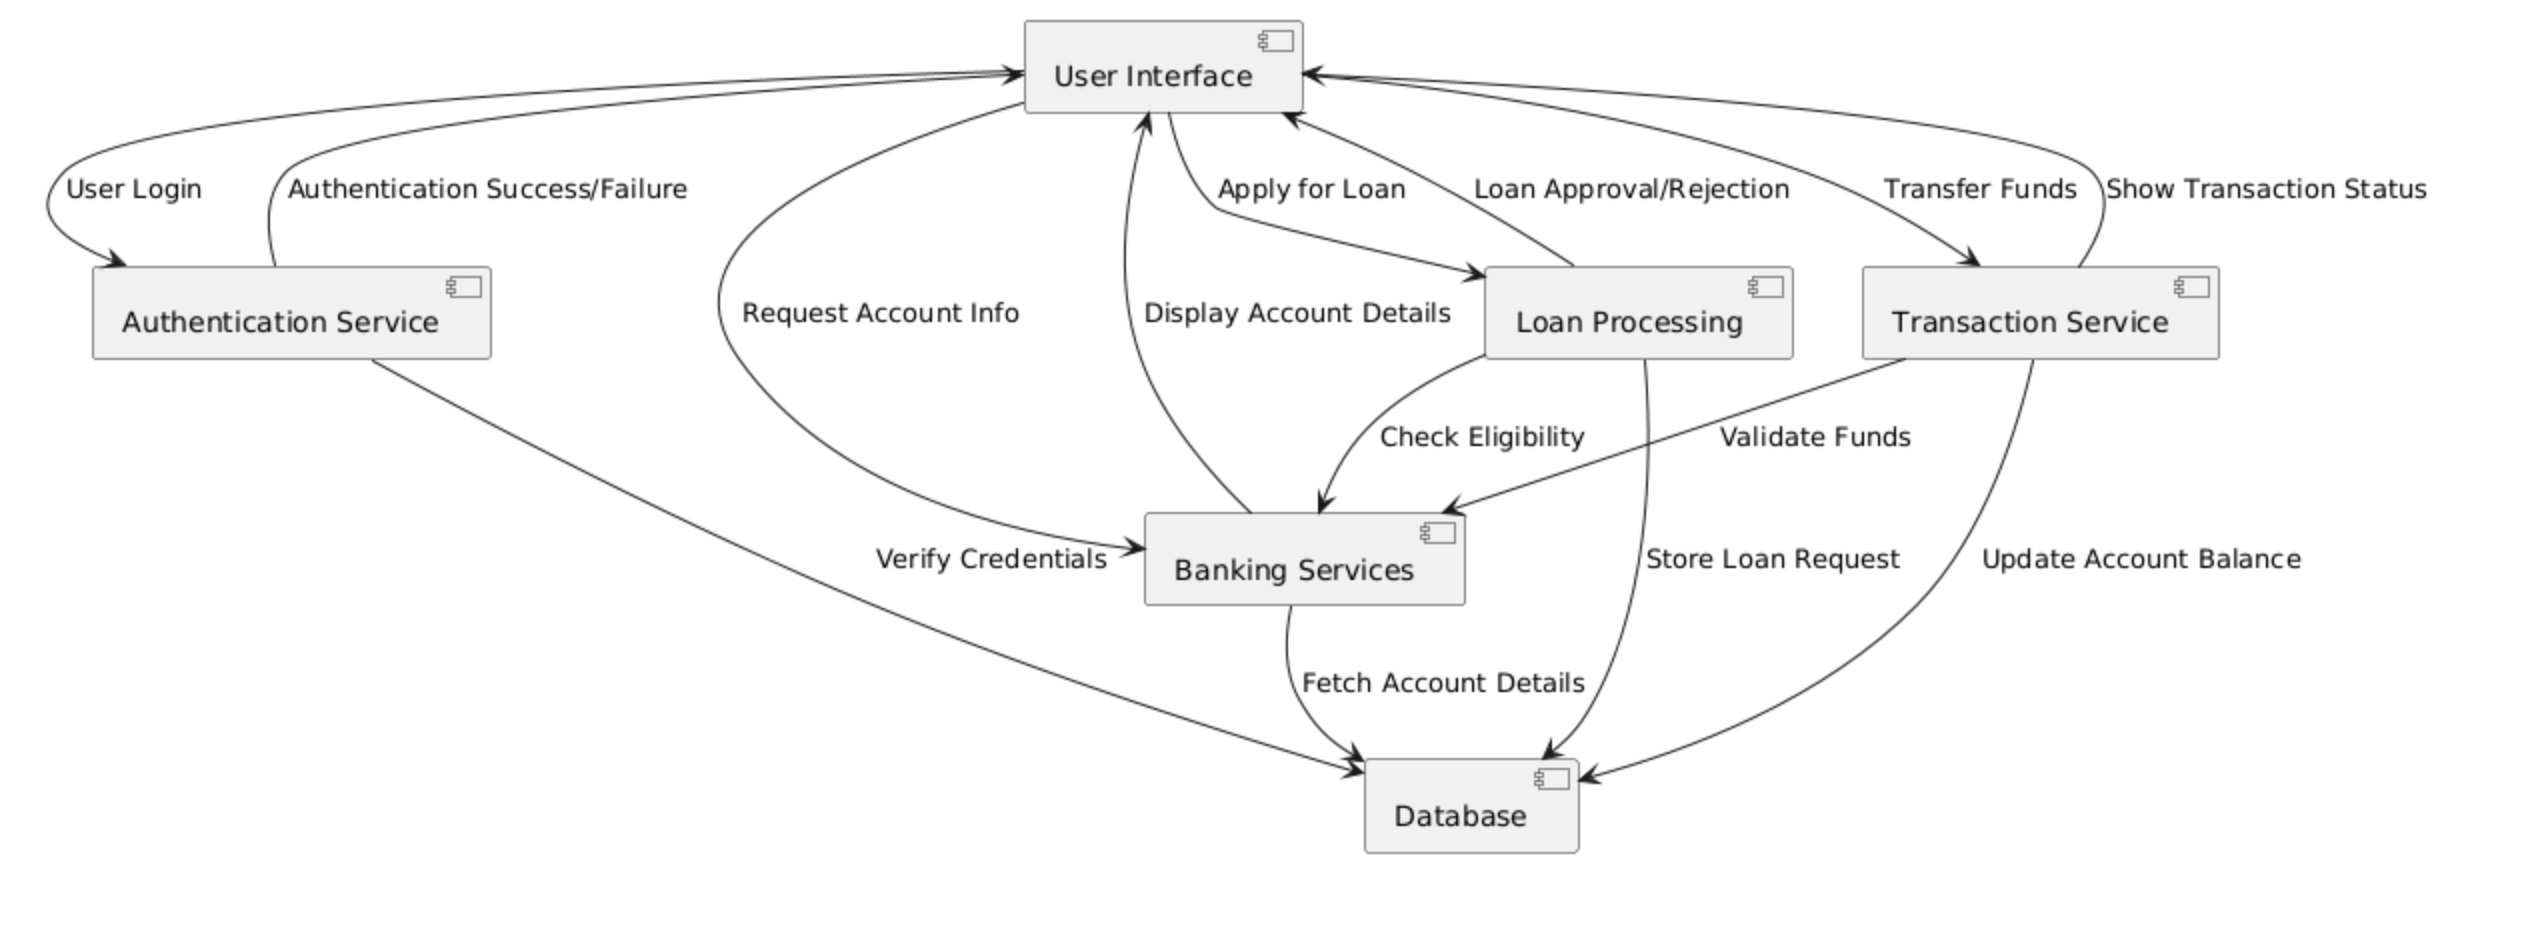 User Interface
User Login
Authentication Success/Failure
Apply for Loan
Loan Approval/Rejection
Transfer Funds
Show Transaction Status
Authentication Service
Request Account Info
Display Account Details
Loan Processing
Transaction Service
Check Eligibility
Validate Funds
Verify Credentials
Banking Services
Store Loan Request
Update Account Balance
Fetch Account Details
Database